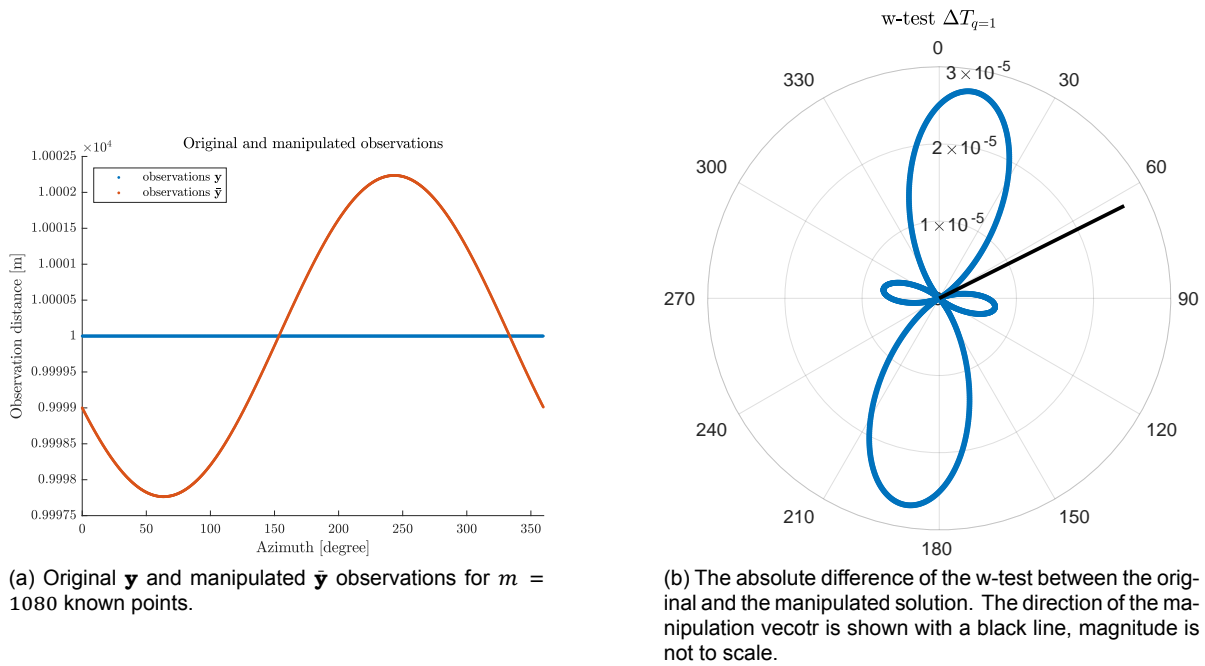 Original and manipulated observations
×10⁴
1.00025
1.0002
1.00015
1.0001
1.00005
1
0.99995
0.9999
0.99985
0.9998
0.99975
Observation distance [m]
observations y
observations ȳ
0 50 100 150 200 250 300 350
Azimuth [degree]
(a) Original y and manipulated ȳ observations for m =
1080 known points.
w-test ΔT_{q=1}
0
30
60
90
120
150
180
210
240
270
300
330
3×10⁻⁵
2×10⁻⁵
1×10⁻⁵
(b) The absolute difference of the w-test between the orig-
inal and the manipulated solution. The direction of the ma-
nipulation vecotr is shown with a black line, magnitude is
not to scale.